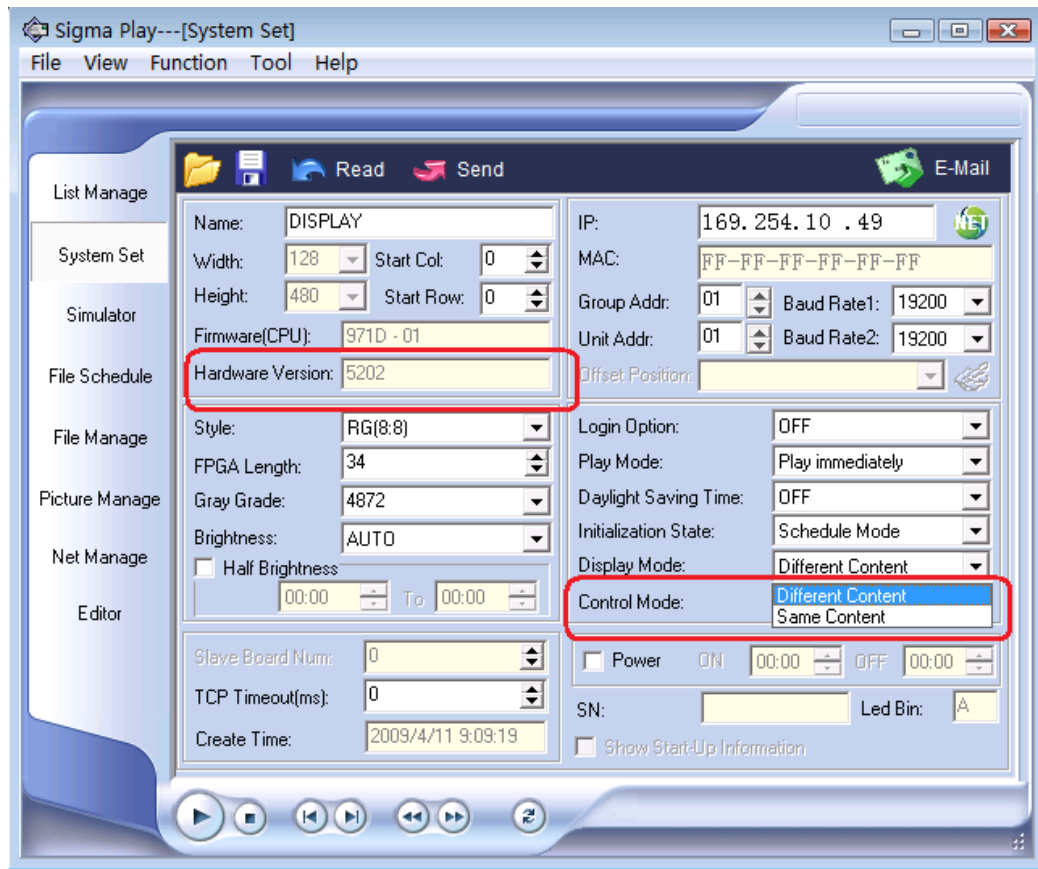 Sigma Play---[System Set]
File View Function Tool Help
Read Send E-Mail
List Manage
System Set
Simulator
File Schedule
File Manage
Picture Manage
Net Manage
Editor
Name: DISPLAY
Width: 128 Start Col: 0
Height: 480 Start Row: 0
Firmware(CPU): 971D - 01
Hardware Version: 5202
IP: 169.254.10 .49 NET
MAC: FF-FF-FF-FF-FF-FF
Group Addr: 01 Baud Rate1: 19200
Unit Addr: 01 Baud Rate2: 19200
Offset Position:
Style: RG(8:8)
FPGA Length: 34
Gray Grade: 4872
Brightness: AUTO
Half Brightness
00:00 To 00:00
Login Option: OFF
Play Mode: Play immediately
Daylight Saving Time: OFF
Initialization State: Schedule Mode
Display Mode: Different Content
Control Mode: Different Content
Same Content
Slave Board Num: 0
TCP Timeout(ms): 0
Create Time: 2009/4/11 9:09:19
Power ON 00:00 OFF 00:00
SN: Led Bin: A
Show Start-Up Information